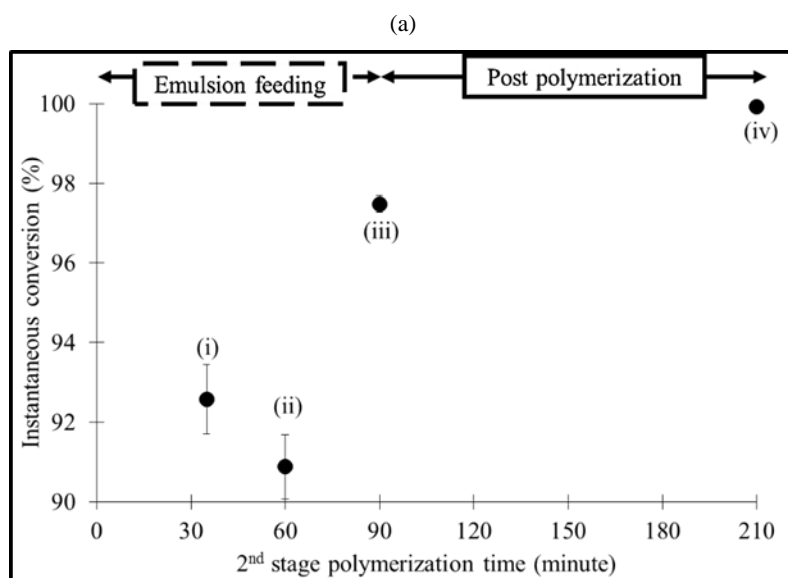 (a)
Emulsion feeding
Post polymerization
100
98
96
94
92
90
Instantaneous conversion (%)
(i)
(ii)
(iii)
(iv)
0 30 60 90 120 150 180 210
2nd stage polymerization time (minute)